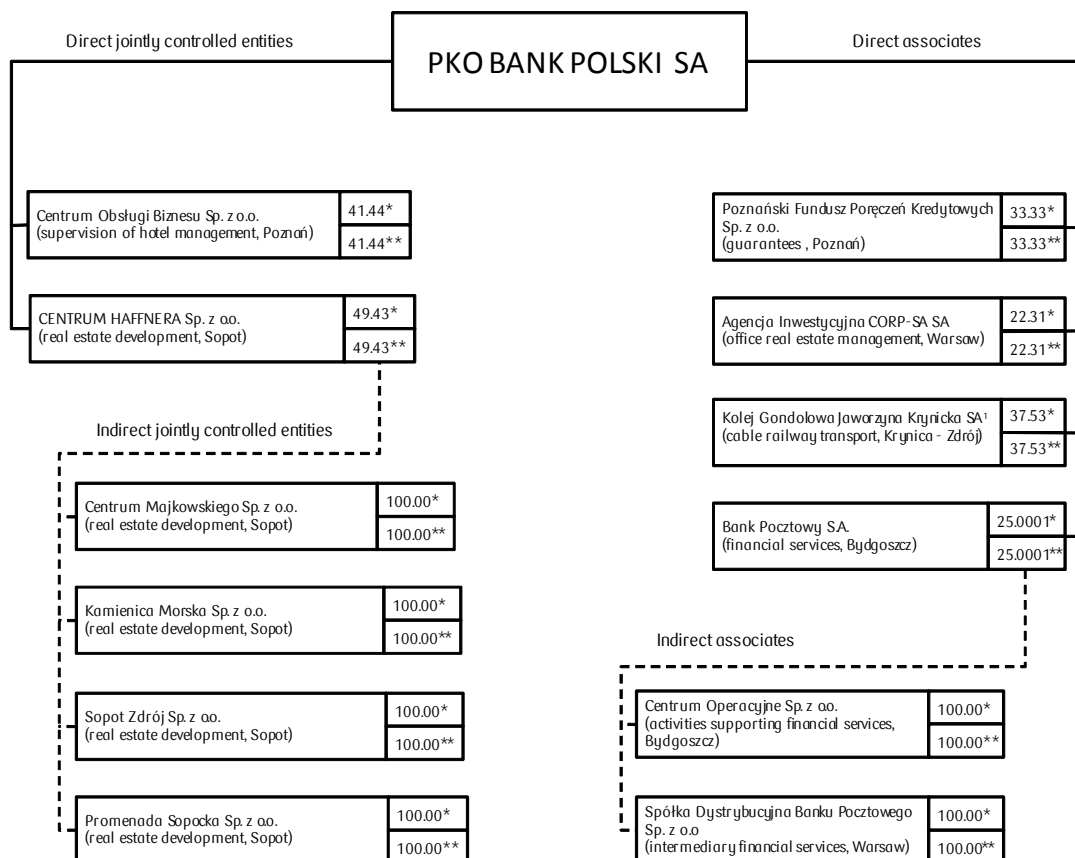 PKO BANK POLSKI SA
Direct jointly controlled entities
Centrum Obsługi Biznesu Sp. z o.o.
(supervision of hotel management, Poznań)
41.44*
41.44**
CENTRUM HAFFNERA Sp. z o.o.
(real estate development, Sopot)
49.43*
49.43**
Indirect jointly controlled entities
Centrum Majkowskiego Sp. z o.o.
(real estate development, Sopot)
100.00*
100.00**
Kamienica Morska Sp. z o.o.
(real estate development, Sopot)
100.00*
100.00**
Sopot Zdrój Sp. z o.o.
(real estate development, Sopot)
100.00*
100.00**
Promenada Sopocka Sp. z o.o.
(real estate development, Sopot)
100.00*
100.00**
Direct associates
Poznański Fundusz Poręczeń Kredytowych
Sp. z o.o.
(guarantees , Poznań)
33.33*
33.33**
Agencja Inwestycyjna CORP-SA SA
(office real estate management, Warsaw)
22.31*
22.31**
Kolej Gondolowa Jaworzyna Krynicka SA¹
(cable railway transport, Krynica - Zdrój)
37.53*
37.53**
Bank Pocztowy S.A.
(financial services, Bydgoszcz)
25.0001*
25.0001**
Indirect associates
Centrum Operacyjne Sp. z o.o.
(activities supporting financial services,
Bydgoszcz)
100.00*
100.00**
Spółka Dystrybucyjna Banku Pocztowego
Sp. z o.o
(intermediary financial services, Warsaw)
100.00*
100.00**